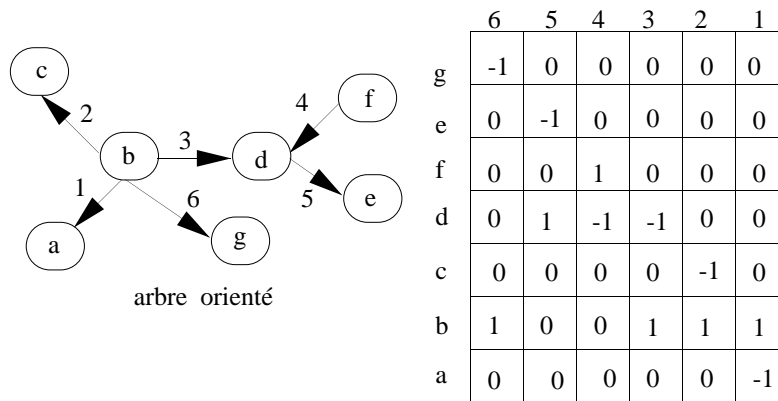 c
f
2
4
3
b
d
1
6
5
e
a
g
arbre orienté
6 5 4 3 2 1
g -1 0 0 0 0 0
e 0 -1 0 0 0 0
f 0 0 1 0 0 0
d 0 1 -1 -1 0 0
c 0 0 0 0 -1 0
b 1 0 0 1 1 1
a 0 0 0 0 0 -1